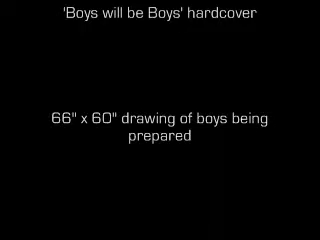 'Boys will be Boys' hardcover
66" x 60" drawing of boys being
prepared